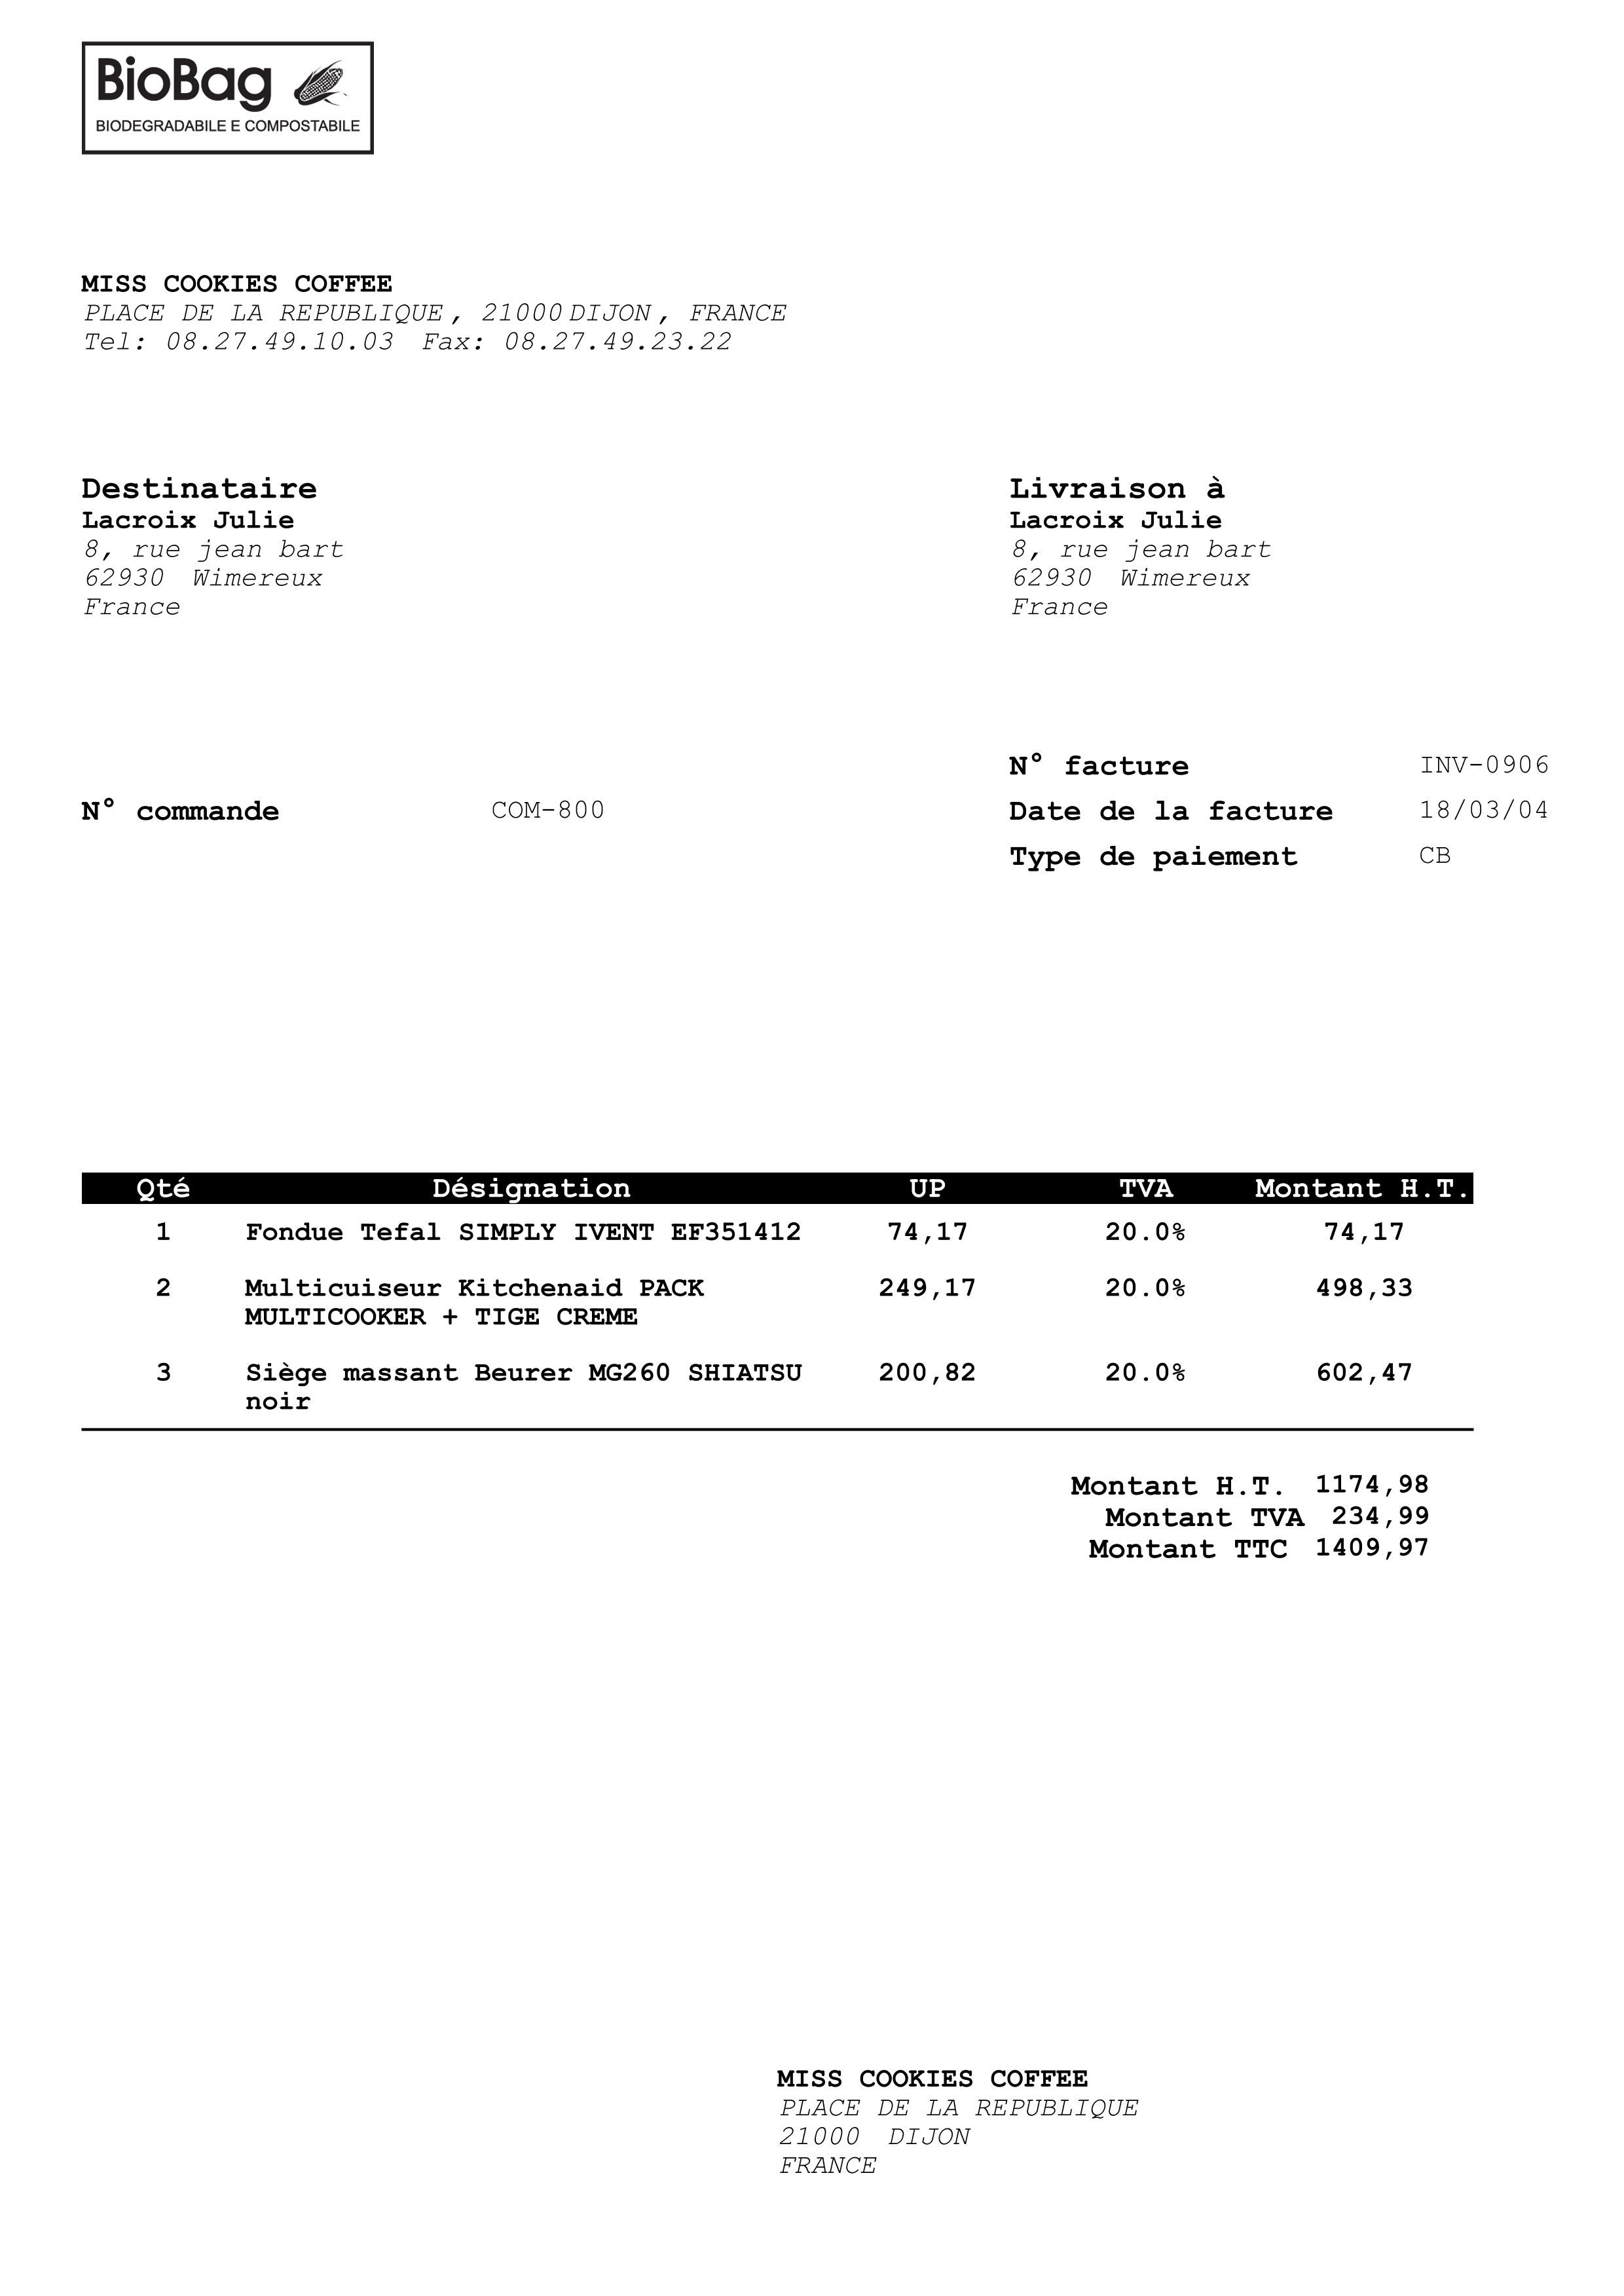 BioBag
BIODEGRADABILE E COMPOSTABILE
MISS COOKIES COFFEE
PLACE DE LA REPUBLIQUE, 21000 DIJON, FRANCE
Tel: 08.27.49.10.03 Fax: 08.27.49.23.22
Destinataire
Lacroix Julie
8, rue jean bart
62930 Wimereux
France
Livraison à
Lacroix Julie
8, rue jean bart
62930 Wimereux
France
N° commande COM-800
N° facture INV-0906
Date de la facture 18/03/04
Type de paiement CB
Qté Désignation UP TVA Montant H.T.
1 Fondue Tefal SIMPLY IVENT EF351412 74,17 20.0% 74,17
2 Multicuiseur Kitchenaid PACK 249,17 20.0% 498,33
MULTICOOKER + TIGE CREME
3 Siège massant Beurer MG260 SHIATSU 200,82 20.0% 602,47
noir
Montant H.T. 1174,98
Montant TVA 234,99
Montant TTC 1409,97
MISS COOKIES COFFEE
PLACE DE LA REPUBLIQUE
21000 DIJON
FRANCE